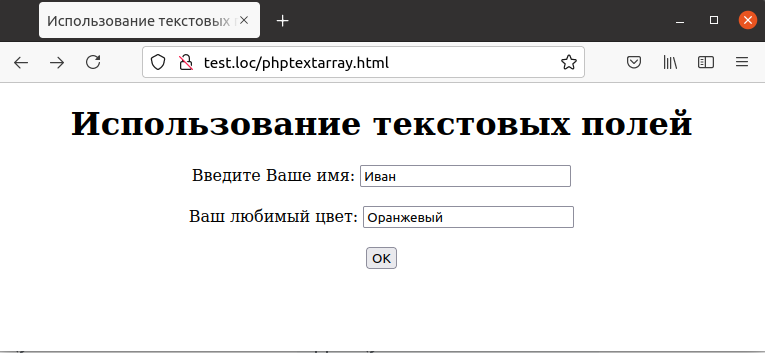 Использование текстовых
test.loc/phptextarray.html
Использование текстовых полей
Введите Ваше имя: Иван
Ваш любимый цвет: Оранжевый
OK